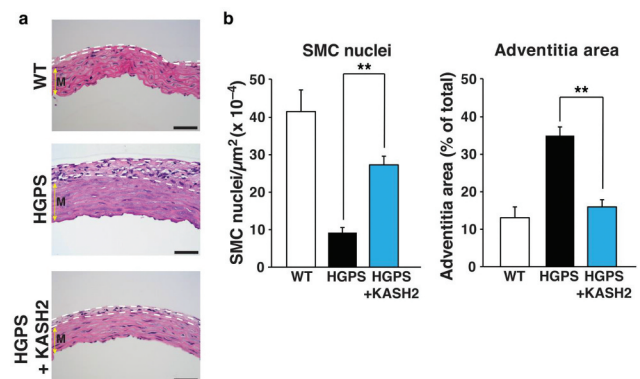 a
WT
M
HGPS
M
HGPS
+ KASH2
M
b
SMC nuclei
**
SMC nuclei/µm² (x 10⁻⁴)
50
40
30
20
10
0
WT
HGPS
HGPS
+KASH2
Adventitia area
**
Adventitia area (% of total)
50
40
30
20
10
0
WT
HGPS
HGPS
+KASH2